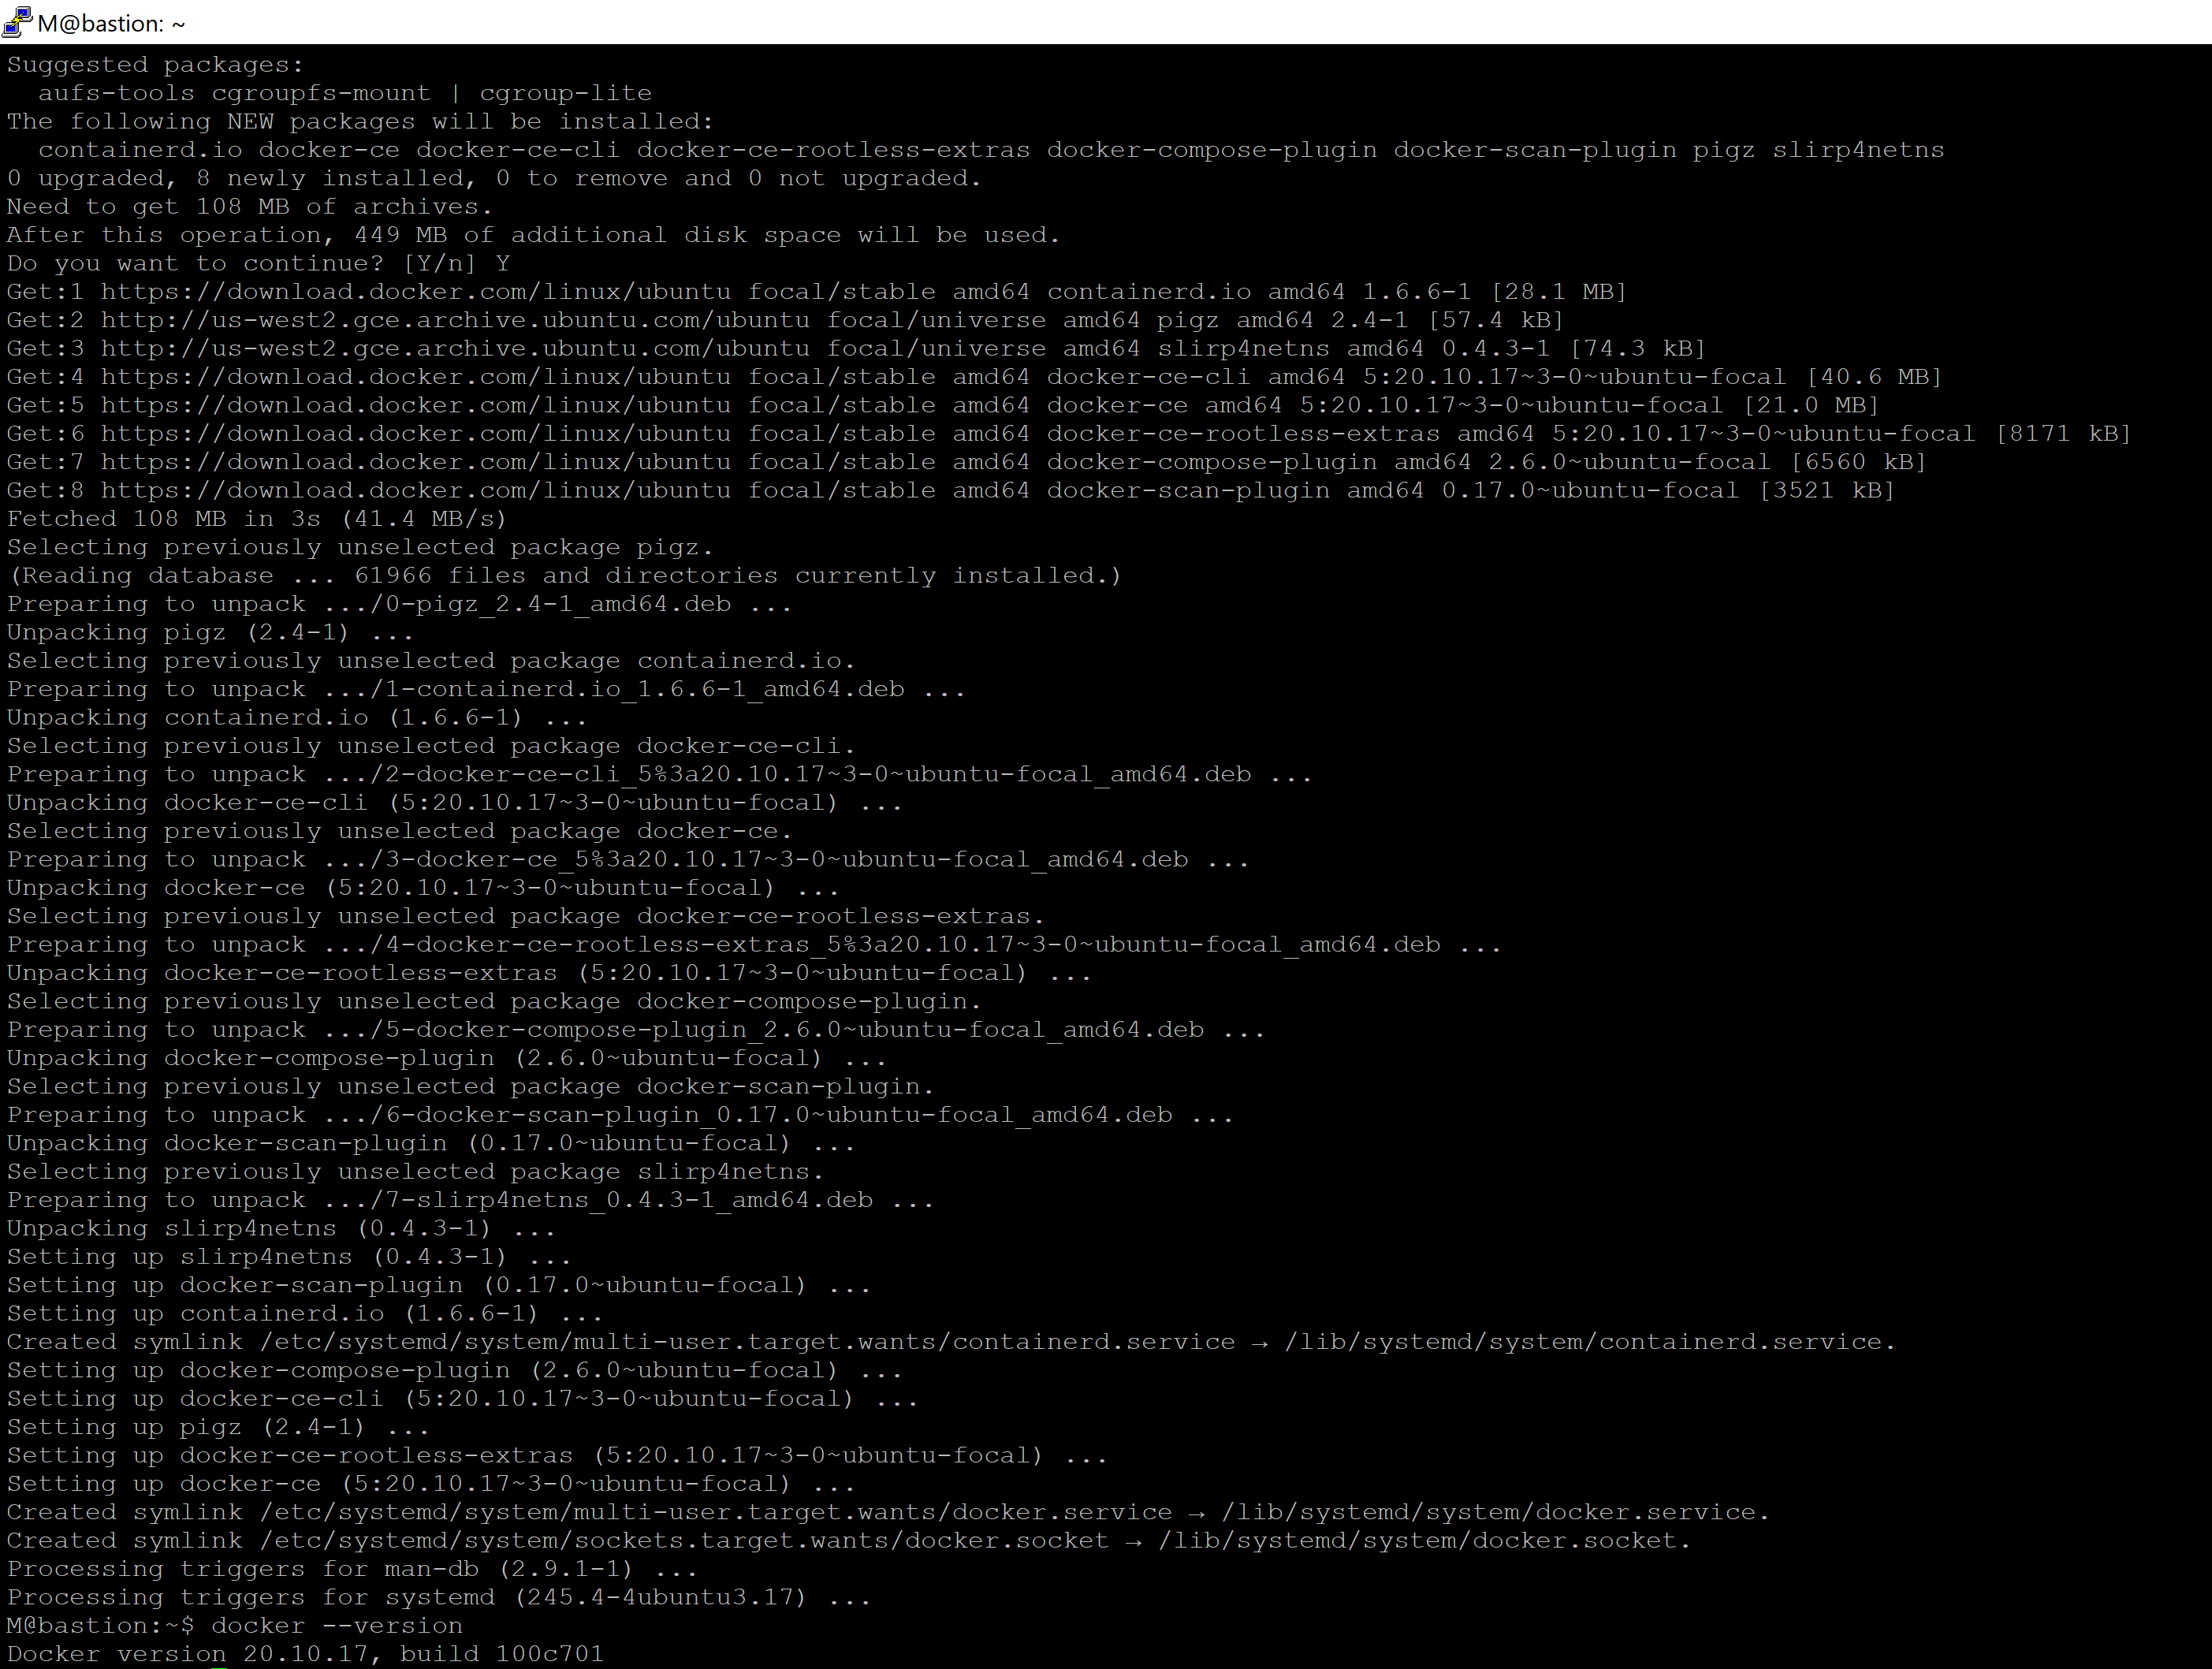 M@bastion: ~
Suggested packages:
  aufs-tools cgroupfs-mount | cgroup-lite
The following NEW packages will be installed:
  containerd.io docker-ce docker-ce-cli docker-ce-rootless-extras docker-compose-plugin docker-scan-plugin pigz slirp4netns
0 upgraded, 8 newly installed, 0 to remove and 0 not upgraded.
Need to get 108 MB of archives.
After this operation, 449 MB of additional disk space will be used.
Do you want to continue? [Y/n] Y
Get:1 https://download.docker.com/linux/ubuntu focal/stable amd64 containerd.io amd64 1.6.6-1 [28.1 MB]
Get:2 http://us-west2.gce.archive.ubuntu.com/ubuntu focal/universe amd64 pigz amd64 2.4-1 [57.4 kB]
Get:3 http://us-west2.gce.archive.ubuntu.com/ubuntu focal/universe amd64 slirp4netns amd64 0.4.3-1 [74.3 kB]
Get:4 https://download.docker.com/linux/ubuntu focal/stable amd64 docker-ce-cli amd64 5:20.10.17~3-0~ubuntu-focal [40.6 MB]
Get:5 https://download.docker.com/linux/ubuntu focal/stable amd64 docker-ce amd64 5:20.10.17~3-0~ubuntu-focal [21.0 MB]
Get:6 https://download.docker.com/linux/ubuntu focal/stable amd64 docker-ce-rootless-extras amd64 5:20.10.17~3-0~ubuntu-focal [8171 kB]
Get:7 https://download.docker.com/linux/ubuntu focal/stable amd64 docker-compose-plugin amd64 2.6.0~ubuntu-focal [6560 kB]
Get:8 https://download.docker.com/linux/ubuntu focal/stable amd64 docker-scan-plugin amd64 0.17.0~ubuntu-focal [3521 kB]
Fetched 108 MB in 3s (41.4 MB/s)
Selecting previously unselected package pigz.
(Reading database ... 61966 files and directories currently installed.)
Preparing to unpack .../0-pigz_2.4-1_amd64.deb ...
Unpacking pigz (2.4-1) ...
Selecting previously unselected package containerd.io.
Preparing to unpack .../1-containerd.io_1.6.6-1_amd64.deb ...
Unpacking containerd.io (1.6.6-1) ...
Selecting previously unselected package docker-ce-cli.
Preparing to unpack .../2-docker-ce-cli_5%3a20.10.17~3-0~ubuntu-focal_amd64.deb ...
Unpacking docker-ce-cli (5:20.10.17~3-0~ubuntu-focal) ...
Selecting previously unselected package docker-ce.
Preparing to unpack .../3-docker-ce_5%3a20.10.17~3-0~ubuntu-focal_amd64.deb ...
Unpacking docker-ce (5:20.10.17~3-0~ubuntu-focal) ...
Selecting previously unselected package docker-ce-rootless-extras.
Preparing to unpack .../4-docker-ce-rootless-extras_5%3a20.10.17~3-0~ubuntu-focal_amd64.deb ...
Unpacking docker-ce-rootless-extras (5:20.10.17~3-0~ubuntu-focal) ...
Selecting previously unselected package docker-compose-plugin.
Preparing to unpack .../5-docker-compose-plugin_2.6.0~ubuntu-focal_amd64.deb ...
Unpacking docker-compose-plugin (2.6.0~ubuntu-focal) ...
Selecting previously unselected package docker-scan-plugin.
Preparing to unpack .../6-docker-scan-plugin_0.17.0~ubuntu-focal_amd64.deb ...
Unpacking docker-scan-plugin (0.17.0~ubuntu-focal) ...
Selecting previously unselected package slirp4netns.
Preparing to unpack .../7-slirp4netns_0.4.3-1_amd64.deb ...
Unpacking slirp4netns (0.4.3-1) ...
Setting up slirp4netns (0.4.3-1) ...
Setting up docker-scan-plugin (0.17.0~ubuntu-focal) ...
Setting up containerd.io (1.6.6-1) ...
Created symlink /etc/systemd/system/multi-user.target.wants/containerd.service → /lib/systemd/system/containerd.service.
Setting up docker-compose-plugin (2.6.0~ubuntu-focal) ...
Setting up docker-ce-cli (5:20.10.17~3-0~ubuntu-focal) ...
Setting up pigz (2.4-1) ...
Setting up docker-ce-rootless-extras (5:20.10.17~3-0~ubuntu-focal) ...
Setting up docker-ce (5:20.10.17~3-0~ubuntu-focal) ...
Created symlink /etc/systemd/system/multi-user.target.wants/docker.service → /lib/systemd/system/docker.service.
Created symlink /etc/systemd/system/sockets.target.wants/docker.socket → /lib/systemd/system/docker.socket.
Processing triggers for man-db (2.9.1-1) ...
Processing triggers for systemd (245.4-4ubuntu3.17) ...
M@bastion:~$ docker --version
Docker version 20.10.17, build 100c701